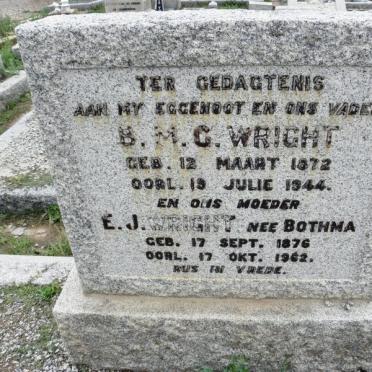 TER GEDAGTENIS
AAN MY EGGENOOT EN ONS VADER
B. M. C. WRIGHT
GEB. 12 MAART 1872
OORL. 19 JULIE 1944.
EN ONS MOEDER
E. J. WRIGHT NEE BOTHMA
GEB. 17 SEPT. 1876
OORL. 17 OKT. 1962.
RUS IN VREDE.